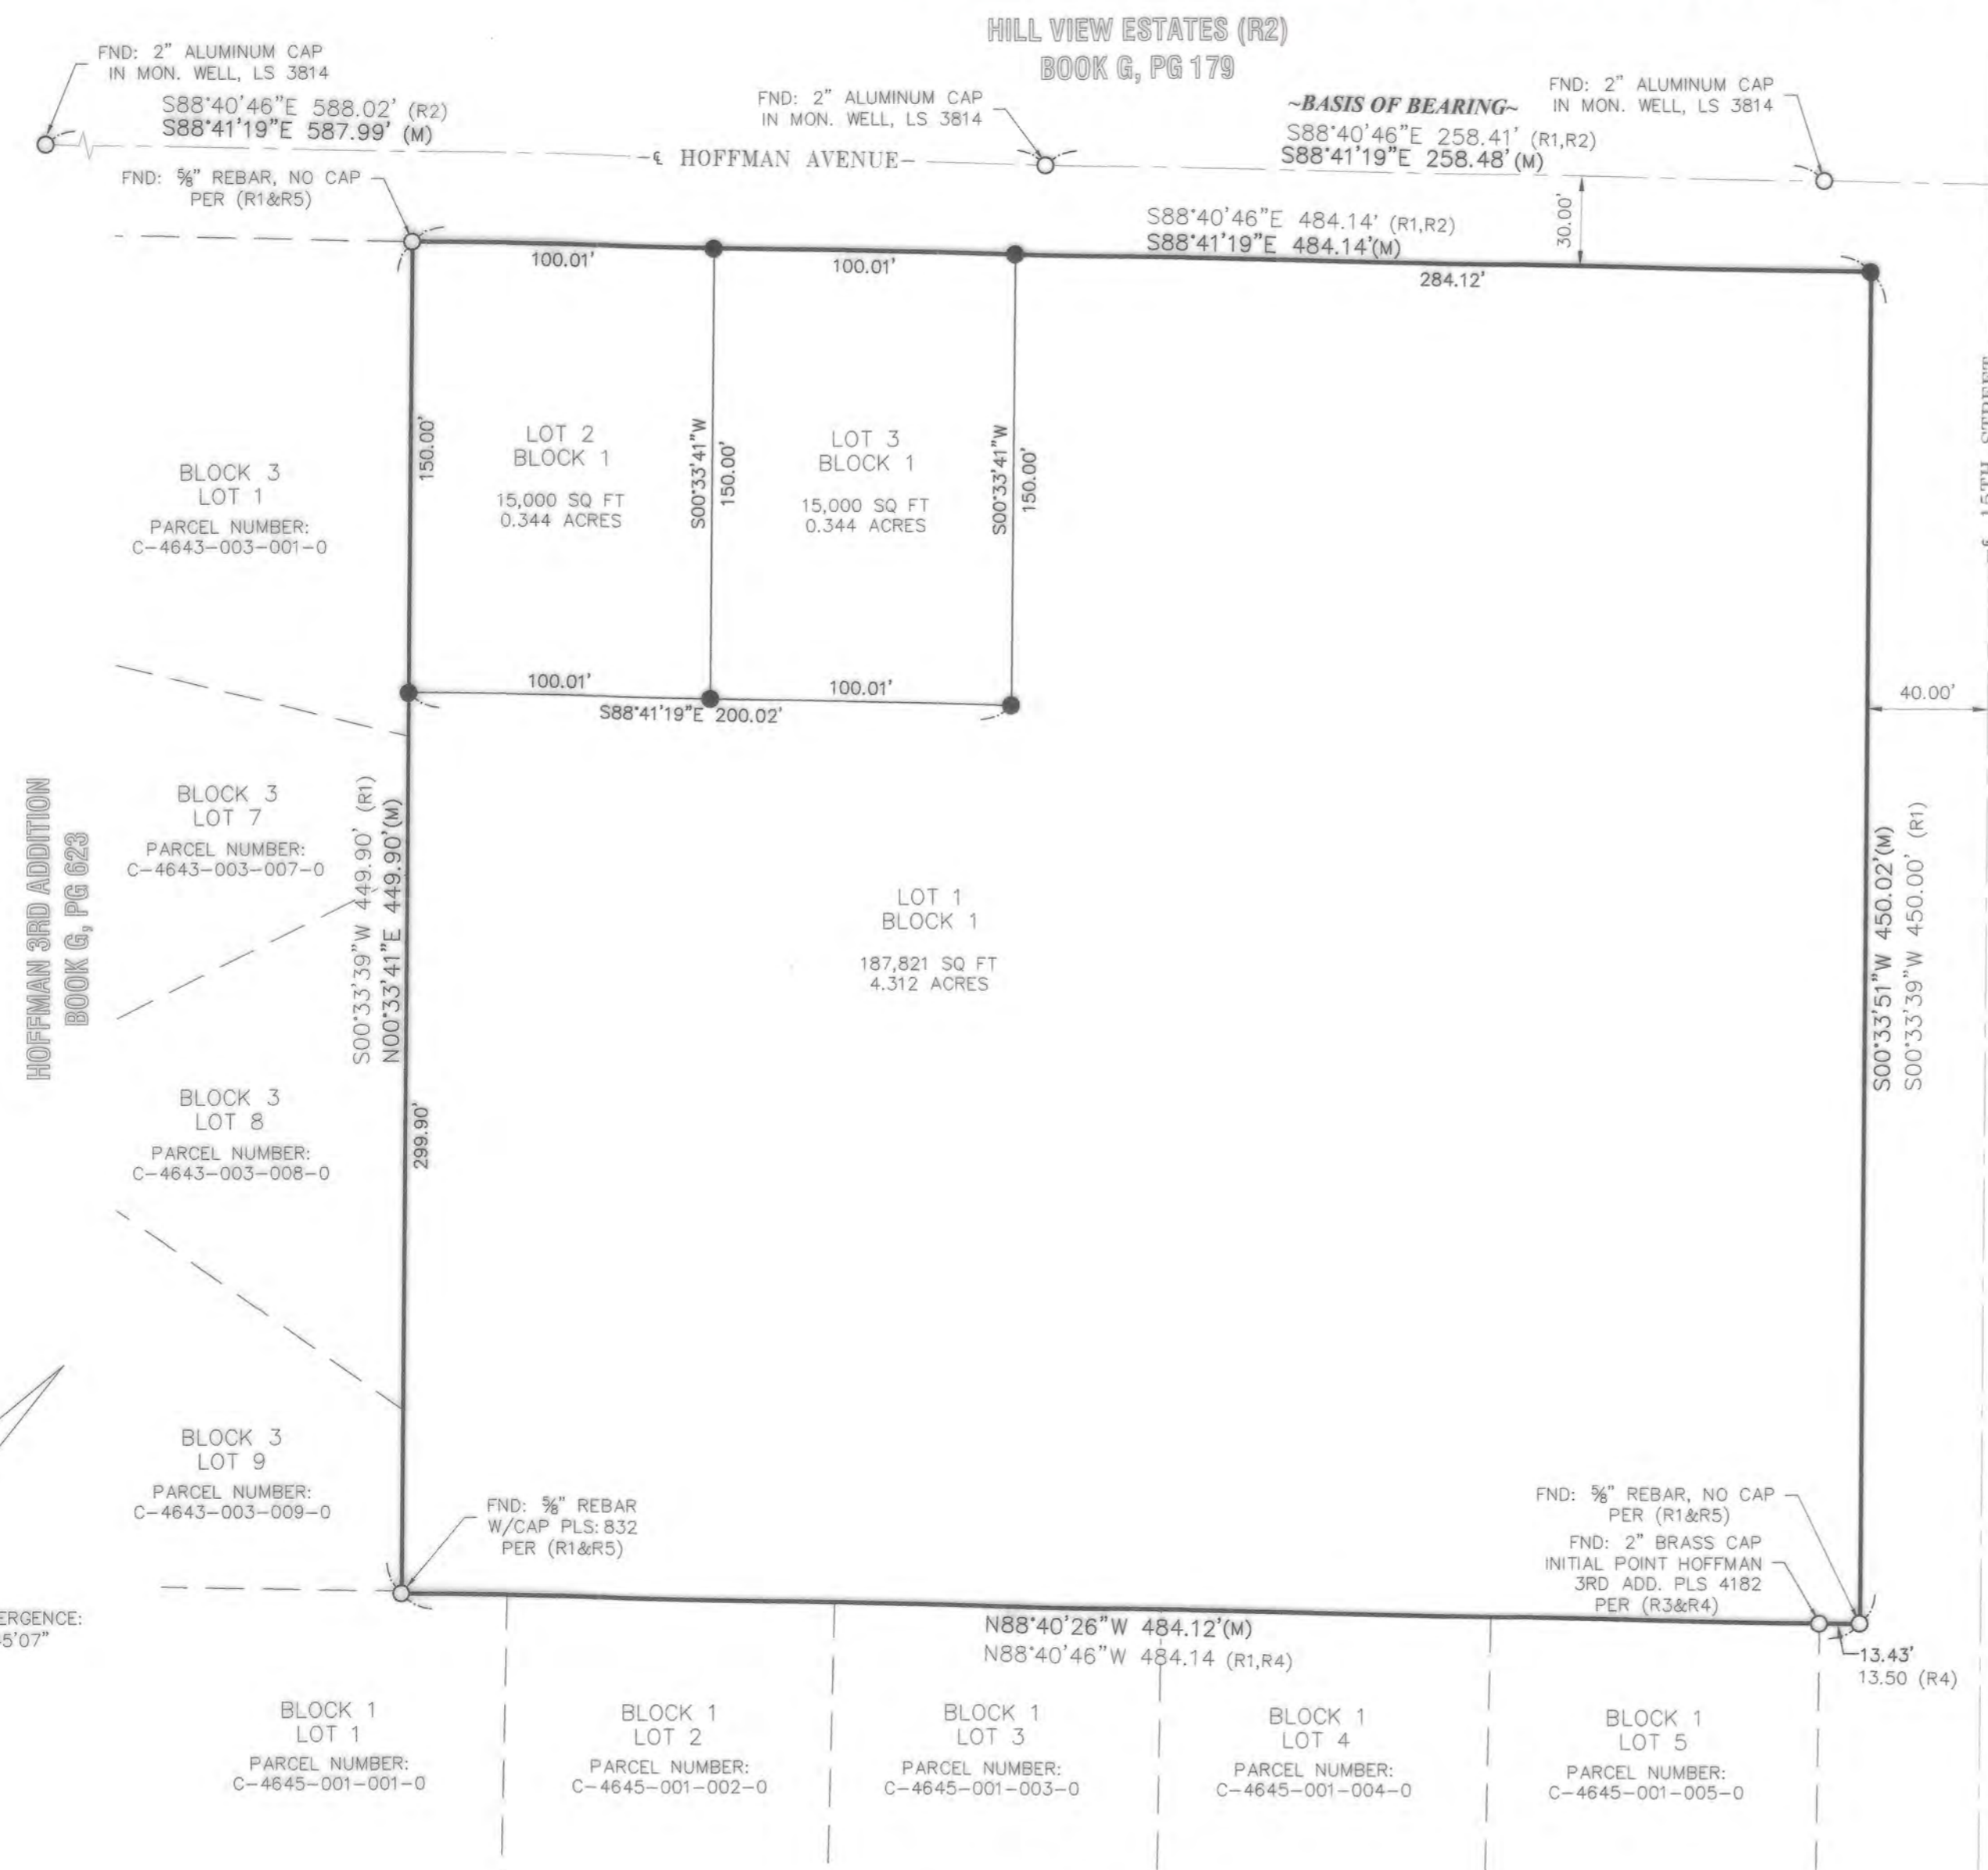 HILL VIEW ESTATES (R2)
BOOK G, PG 179
FND: 2" ALUMINUM CAP
IN MON. WELL, LS 3814
S88°40'46"E 588.02' (R2)
S88°41'19"E 587.99' (M)
FND: 2" ALUMINUM CAP
IN MON. WELL, LS 3814
~BASIS OF BEARING~
S88°40'46"E 258.41' (R1,R2)
S88°41'19"E 258.48' (M)
FND: 2" ALUMINUM CAP
IN MON. WELL, LS 3814
℄ HOFFMAN AVENUE
FND: ⅝" REBAR, NO CAP
PER (R1&R5)
S88°40'46"E 484.14' (R1,R2)
S88°41'19"E 484.14'(M)
30.00'
100.01'
100.01'
284.12'
15TH STREET
150.00'
LOT 2
BLOCK 1
15,000 SQ FT
0.344 ACRES
S00°33'41"W
150.00'
LOT 3
BLOCK 1
15,000 SQ FT
0.344 ACRES
S00°33'41"W
150.00'
BLOCK 3
LOT 1
PARCEL NUMBER:
C-4643-003-001-0
100.01'
100.01'
S88°41'19"E 200.02'
40.00'
HOFFMAN 3RD ADDITION
BOOK G, PG 623
BLOCK 3
LOT 7
PARCEL NUMBER:
C-4643-003-007-0
S00°33'39"W 449.90' (R1)
N00°33'41"E 449.90'(M)
LOT 1
BLOCK 1
187,821 SQ FT
4.312 ACRES
S00°33'51"W 450.02'(M)
S00°33'39"W 450.00' (R1)
BLOCK 3
LOT 8
PARCEL NUMBER:
C-4643-003-008-0
299.90'
BLOCK 3
LOT 9
PARCEL NUMBER:
C-4643-003-009-0
FND: ⅝" REBAR
W/CAP PLS: 832
PER (R1&R5)
FND: ⅝" REBAR, NO CAP
PER (R1&R5)
FND: 2" BRASS CAP
INITIAL POINT HOFFMAN
3RD ADD. PLS 4182
PER (R3&R4)
ERGENCE:
5'07"
N88°40'26"W 484.12'(M)
N88°40'46"W 484.14 (R1,R4)
13.43'
13.50 (R4)
BLOCK 1
LOT 1
PARCEL NUMBER:
C-4645-001-001-0
BLOCK 1
LOT 2
PARCEL NUMBER:
C-4645-001-002-0
BLOCK 1
LOT 3
PARCEL NUMBER:
C-4645-001-003-0
BLOCK 1
LOT 4
PARCEL NUMBER:
C-4645-001-004-0
BLOCK 1
LOT 5
PARCEL NUMBER:
C-4645-001-005-0